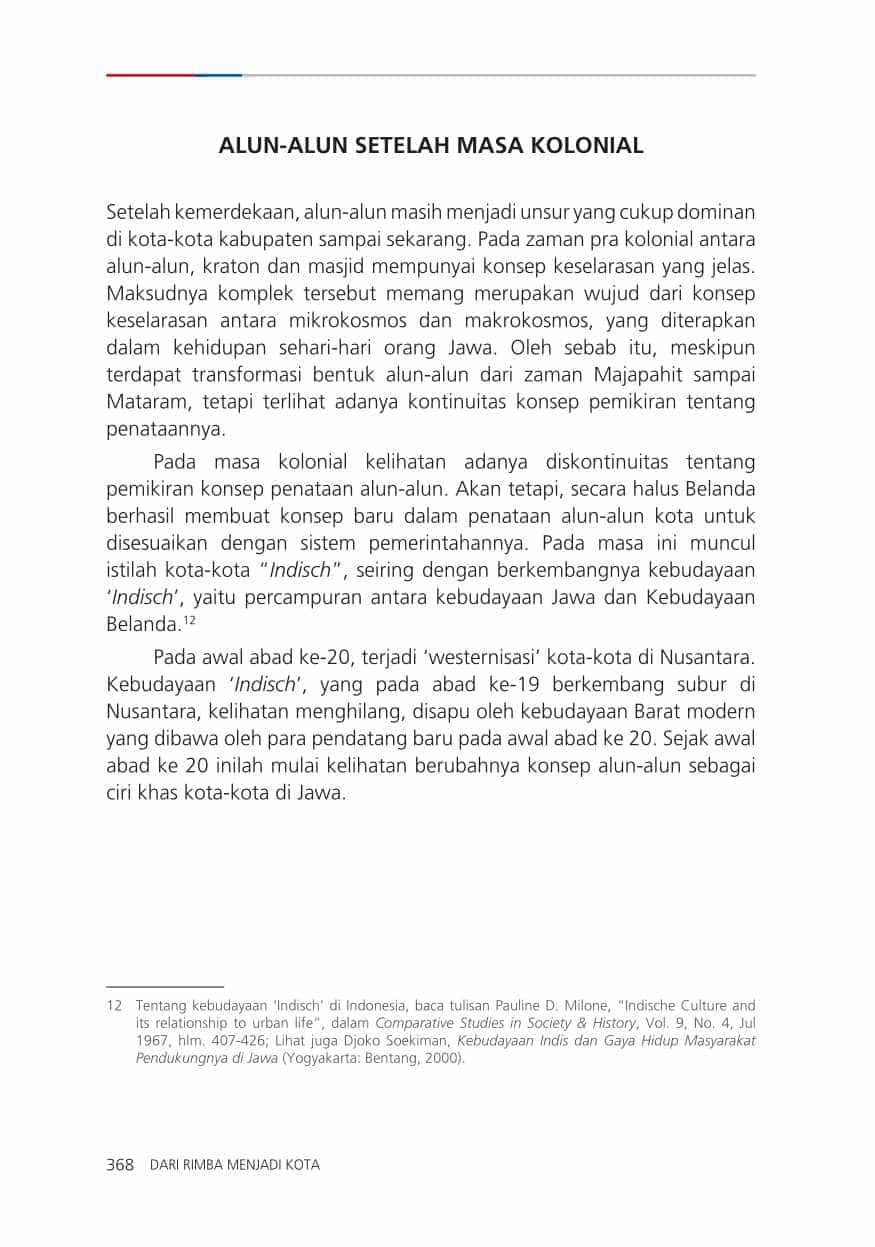 ALUN-ALUN SETELAH MASA KOLONIAL
Setelah kemerdekaan, alun-alun masih menjadi unsur yang cukup dominan
di kota-kota kabupaten sampai sekarang. Pada zaman pra kolonial antara
alun-alun, kraton dan masjid mempunyai konsep keselarasan yang jelas.
Maksudnya komplek tersebut memang merupakan wujud dari konsep
keselarasan antara mikrokosmos dan makrokosmos, yang diterapkan
dalam kehidupan sehari-hari orang Jawa. Oleh sebab itu, meskipun
terdapat transformasi bentuk alun-alun dari zaman Majapahit sampai
Mataram, tetapi terlihat adanya kontinuitas konsep pemikiran tentang
penataannya.
Pada masa kolonial kelihatan adanya diskontinuitas tentang
pemikiran konsep penataan alun-alun. Akan tetapi, secara halus Belanda
berhasil membuat konsep baru dalam penataan alun-alun kota untuk
disesuaikan dengan sistem pemerintahannya. Pada masa ini muncul
istilah kota-kota “Indisch”, seiring dengan berkembangnya kebudayaan
‘Indisch’, yaitu percampuran antara kebudayaan Jawa dan Kebudayaan
Belanda.12
Pada awal abad ke-20, terjadi ‘westernisasi’ kota-kota di Nusantara.
Kebudayaan ‘Indisch’, yang pada abad ke-19 berkembang subur di
Nusantara, kelihatan menghilang, disapu oleh kebudayaan Barat modern
yang dibawa oleh para pendatang baru pada awal abad ke 20. Sejak awal
abad ke 20 inilah mulai kelihatan berubahnya konsep alun-alun sebagai
ciri khas kota-kota di Jawa.
12 Tentang kebudayaan ‘Indisch’ di Indonesia, baca tulisan Pauline D. Milone, “Indische Culture and
its relationship to urban life”, dalam Comparative Studies in Society & History, Vol. 9, No. 4, Jul
1967, hlm. 407-426; Lihat juga Djoko Soekiman, Kebudayaan Indis dan Gaya Hidup Masyarakat
Pendukungnya di Jawa (Yogyakarta: Bentang, 2000).
368 DARI RIMBA MENJADI KOTA